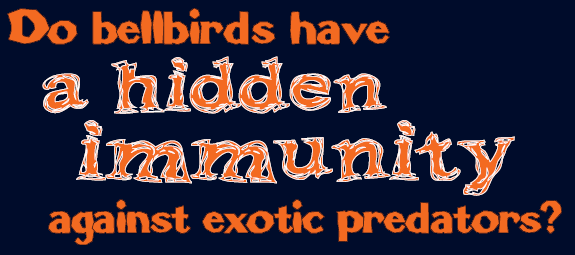 Do bellbirds have
a hidden
immunity
against exotic predators?